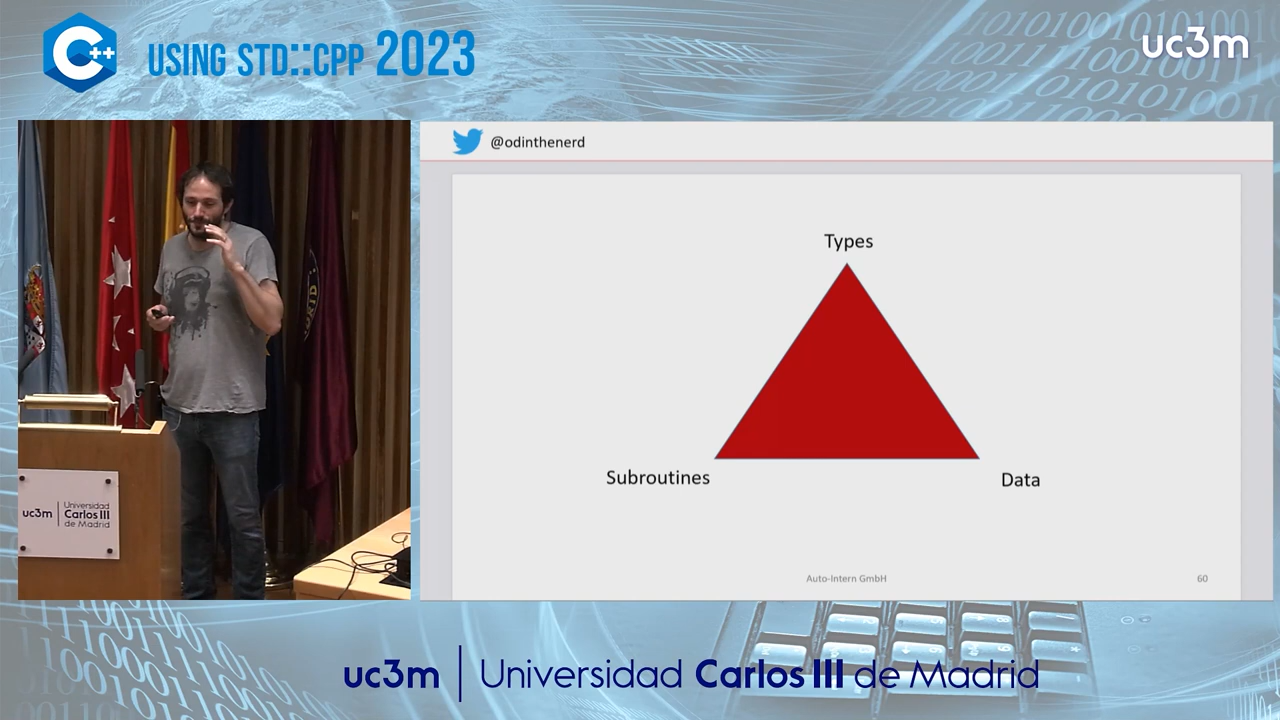 C++
USING STD::CPP 2023
uc3m
@odinthenerd
Types
Subroutines
Data
Auto-Intern GmbH
60
uc3m
Universidad
Carlos III
de Madrid
uc3m | Universidad Carlos III de Madrid